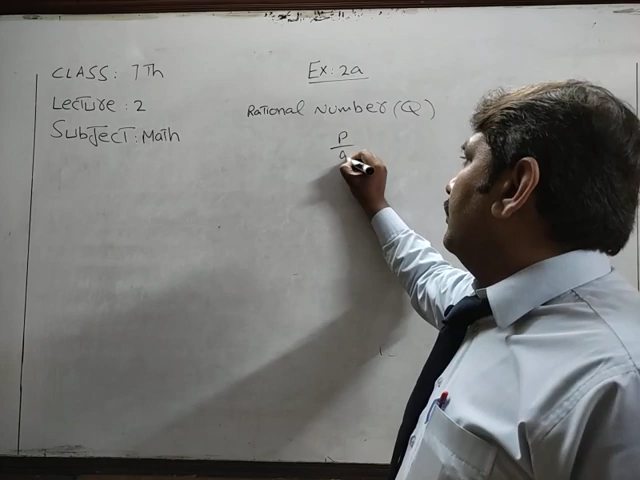 CLASS: 7Th
Ex: 2a
Lecture: 2
Rational Number (Q)
Subject: Math
P
q